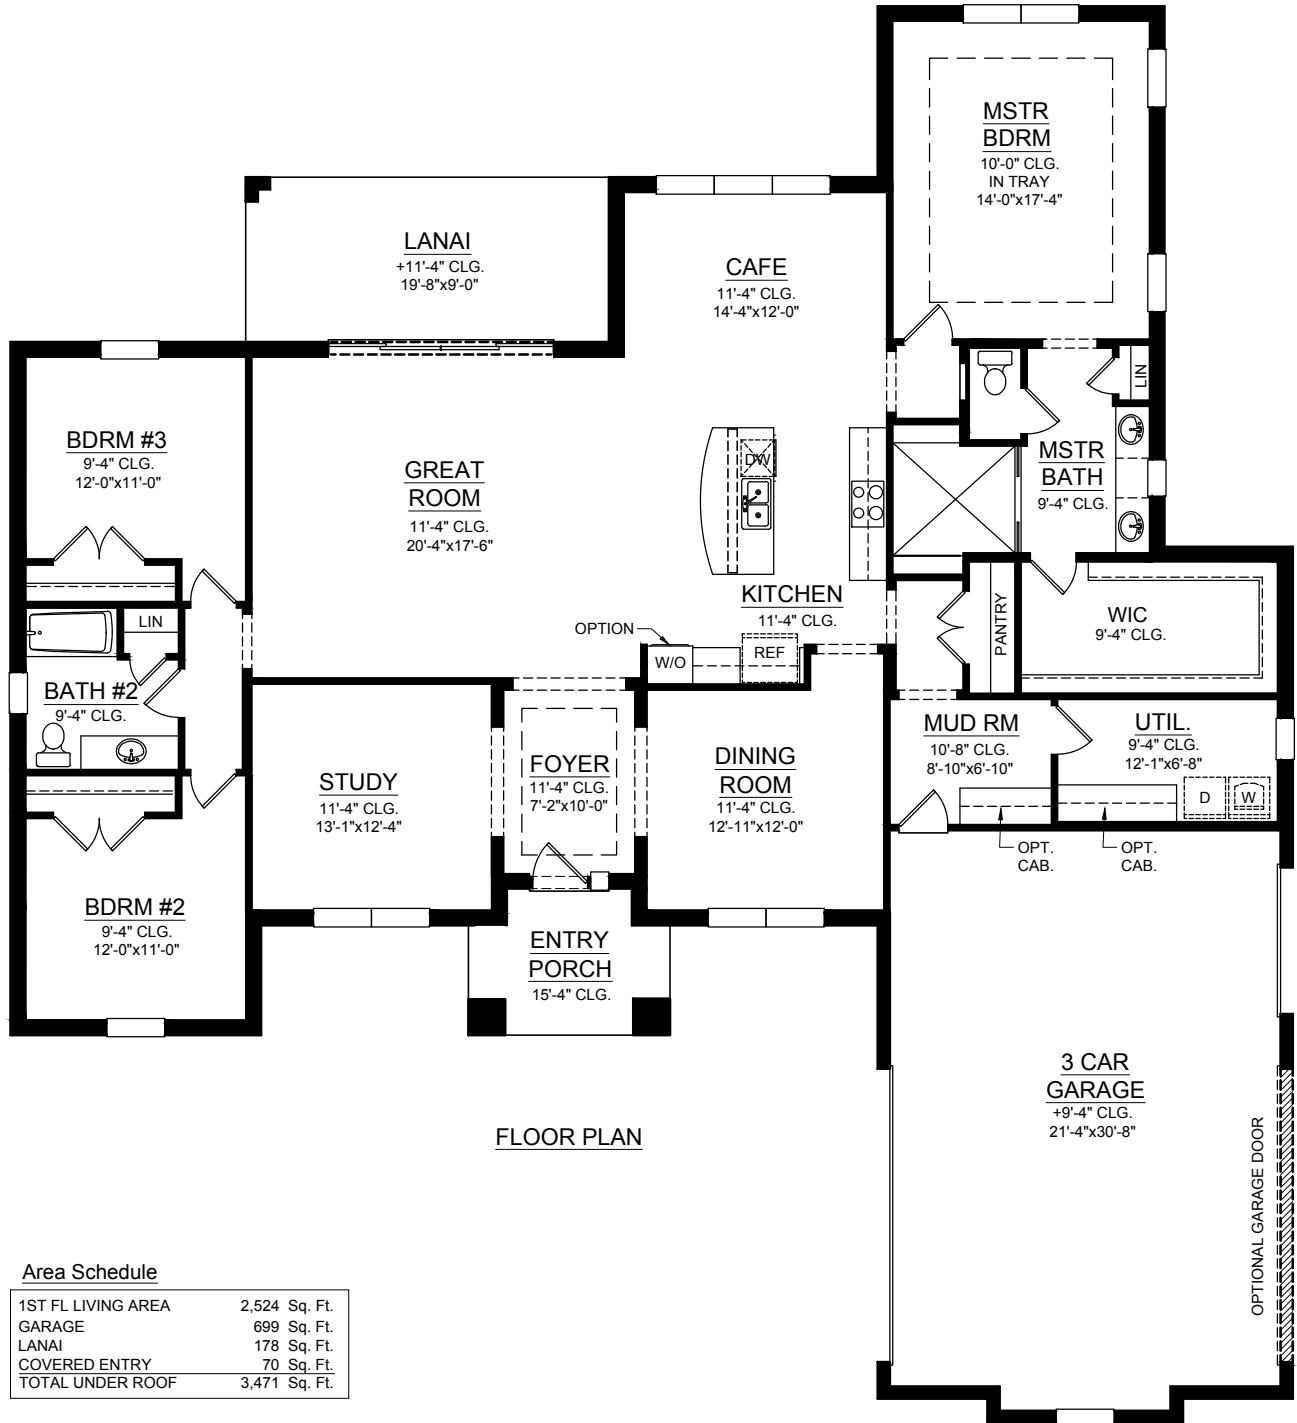 MSTR
BDRM
10'-0" CLG.
IN TRAY
14'-0"x17'-4"
LANAI
+11'-4" CLG.
19'-8"x9'-0"
CAFE
11'-4" CLG.
14'-4"x12'-0"
LIN
BDRM #3
9'-4" CLG.
12'-0"x11'-0"
GREAT
ROOM
11'-4" CLG.
20'-4"x17'-6"
DW
MSTR
BATH
9'-4" CLG.
KITCHEN
11'-4" CLG.
PANTRY
WIC
9'-4" CLG.
OPTION
W/O
REF
LIN
BATH #2
9'-4" CLG.
STUDY
11'-4" CLG.
13'-1"x12'-4"
FOYER
11'-4" CLG.
7'-2"x10'-0"
DINING
ROOM
11'-4" CLG.
12'-11"x12'-0"
MUD RM
10'-8" CLG.
8'-10"x6'-10"
UTIL.
9'-4" CLG.
12'-1"x6'-8"
D
W
OPT.
CAB.
OPT.
CAB.
BDRM #2
9'-4" CLG.
12'-0"x11'-0"
ENTRY
PORCH
15'-4" CLG.
3 CAR
GARAGE
+9'-4" CLG.
21'-4"x30'-8"
OPTIONAL GARAGE DOOR
FLOOR PLAN
Area Schedule
1ST FL LIVING AREA 2,524 Sq. Ft.
GARAGE 699 Sq. Ft.
LANAI 178 Sq. Ft.
COVERED ENTRY 70 Sq. Ft.
TOTAL UNDER ROOF 3,471 Sq. Ft.